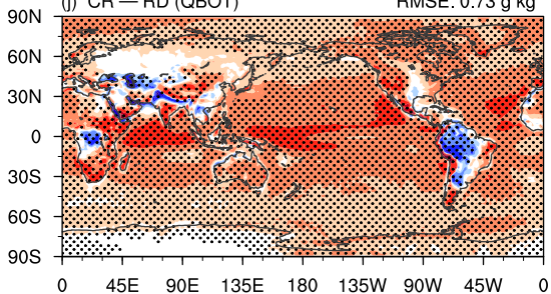 (j) CR — RD (QBOT) RMSE: 0.73 g kg
90N
60N
30N
0
30S
60S
90S
0 45E 90E 135E 180 135W 90W 45W 0